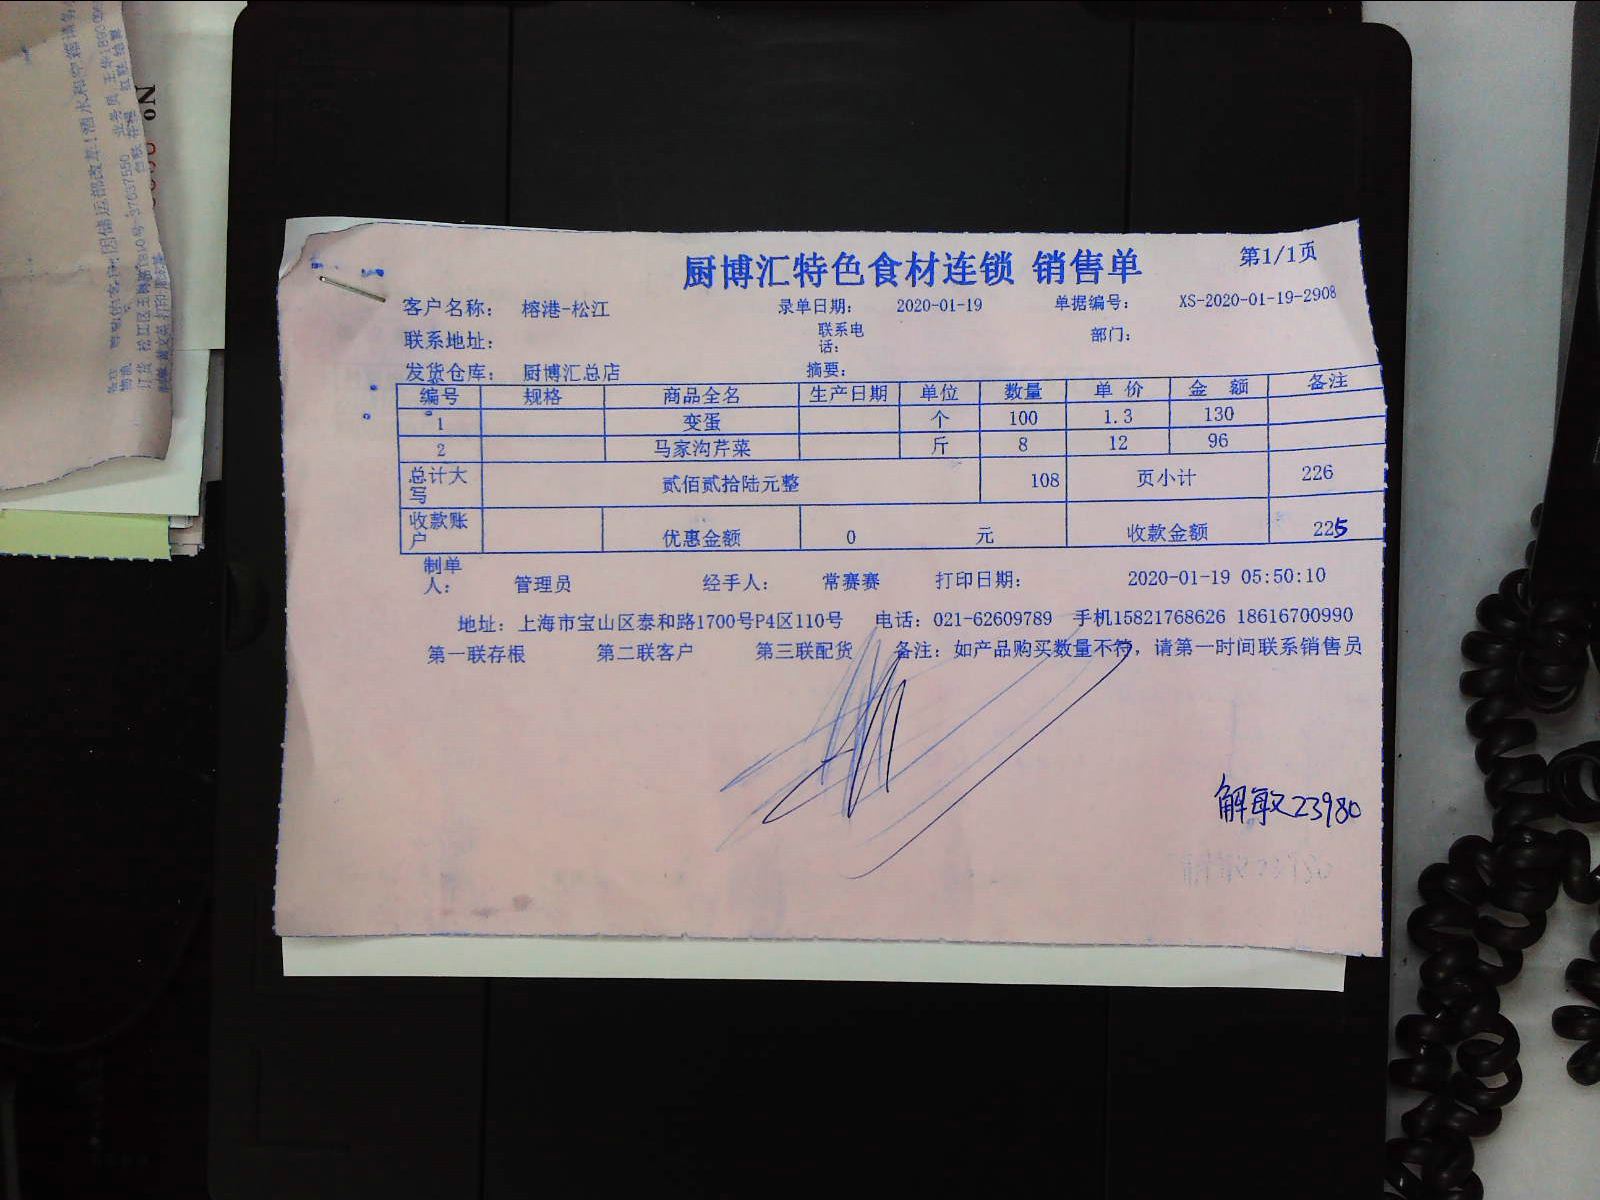 厨博汇特色食材连锁 销售单 第1/1页
客户名称： 榕港-松江 录单日期： 2020-01-19 单据编号： XS-2020-01-19-2908
联系地址： 联系电话： 部门：
发货仓库： 厨博汇总店 摘要：
编号 规格 商品全名 生产日期 单位 数量 单价 金额 备注
1 变蛋 个 100 1.3 130
2 马家沟芹菜 斤 8 12 96
总计大写 贰佰贰拾陆元整 108 页小计 226
收款账户 优惠金额 0 元 收款金额 225
制单人： 管理员 经手人： 常赛赛 打印日期： 2020-01-19 05:50:10
地址：上海市宝山区泰和路1700号P4区110号 电话：021-62609789 手机15821768626 18616700990
第一联存根 第二联客户 第三联配货 备注：如产品购买数量不符，请第一时间联系销售员
解敏23980
№